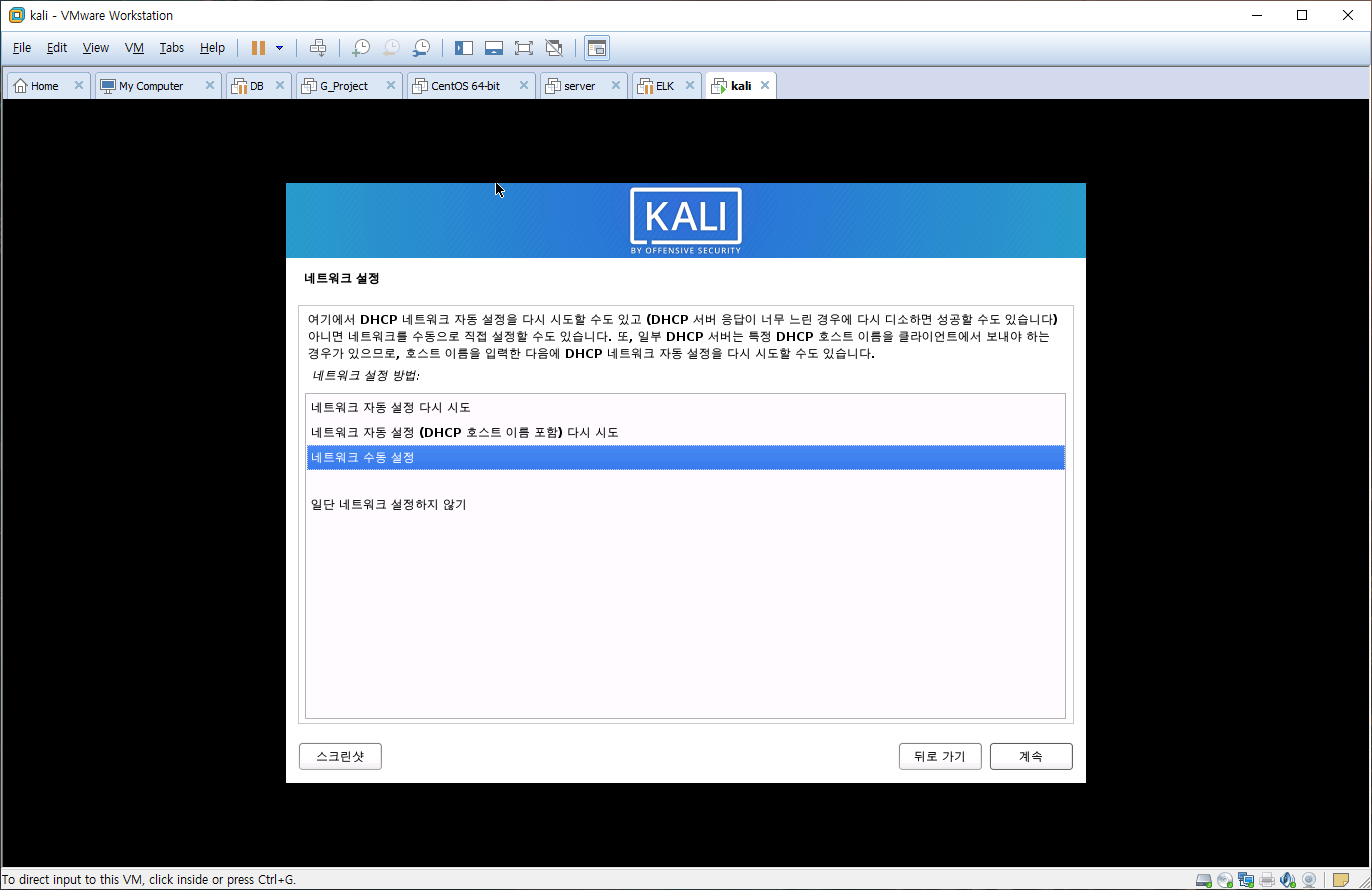 kali - VMware Workstation
File Edit View VM Tabs Help
Home My Computer DB G_Project CentOS 64-bit server ELK kali
KALI
BY OFFENSIVE SECURITY
네트워크 설정
여기에서 DHCP 네트워크 자동 설정을 다시 시도할 수도 있고 (DHCP 서버 응답이 너무 느린 경우에 다시 디소하면 성공할 수도 있습니다)
아니면 네트워크를 수동으로 직접 설정할 수도 있습니다. 또, 일부 DHCP 서버는 특정 DHCP 호스트 이름을 클라이언트에서 보내야 하는
경우가 있으므로, 호스트 이름을 입력한 다음에 DHCP 네트워크 자동 설정을 다시 시도할 수도 있습니다.
네트워크 설정 방법:
네트워크 자동 설정 다시 시도
네트워크 자동 설정 (DHCP 호스트 이름 포함) 다시 시도
네트워크 수동 설정
일단 네트워크 설정하지 않기
스크린샷 뒤로 가기 계속
To direct input to this VM, click inside or press Ctrl+G.